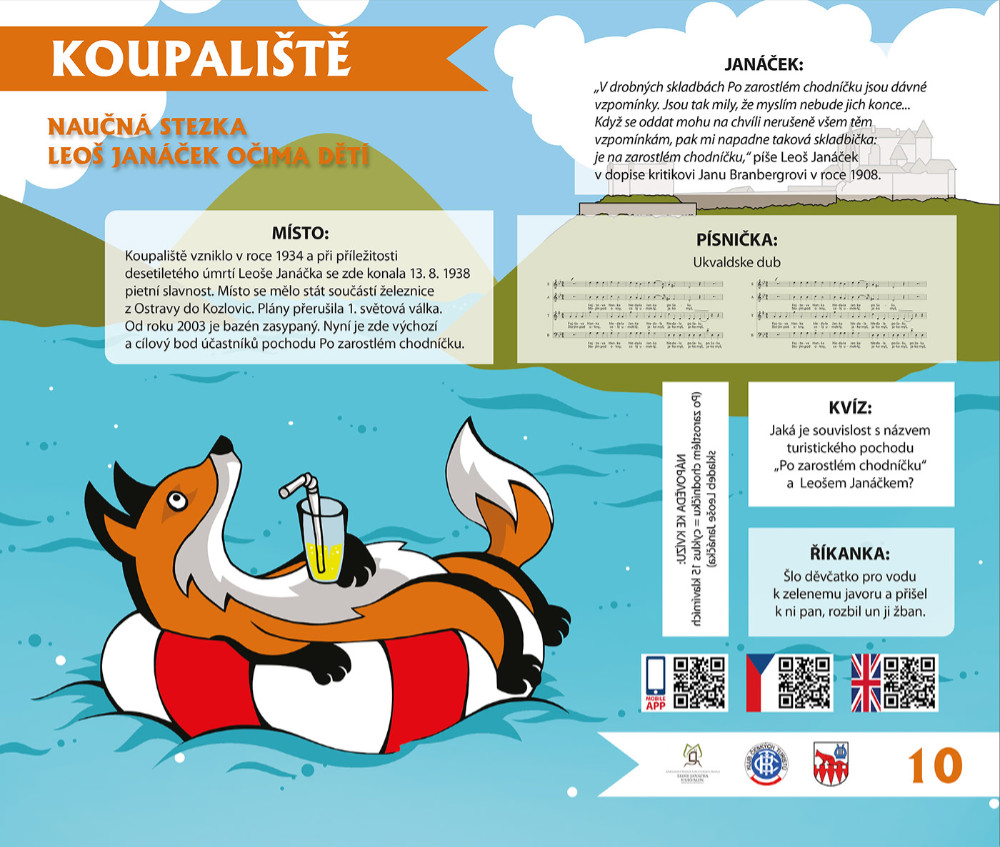 KOUPALIŠTĚ
NAUČNÁ STEZKA
LEOŠ JANÁČEK OČIMA DĚTÍ
JANÁČEK:
„V drobných skladbách Po zarostlém chodníčku jsou dávné
vzpomínky. Jsou tak mily, že myslím nebude jich konce...
Když se oddat mohu na chvíli nerušeně všem těm
vzpomínkám, pak mi napadne taková skladbička:
je na zarostlém chodníčku,“ píše Leoš Janáček
v dopise kritikovi Janu Branbergrovi v roce 1908.
MÍSTO:
Koupaliště vzniklo v roce 1934 a při příležitosti
desetiletého úmrtí Leoše Janáčka se zde konala 13. 8. 1938
pietní slavnost. Místo se mělo stát součástí železnice
z Ostravy do Kozlovic. Plány přerušila 1. světová válka.
Od roku 2003 je bazén zasypaný. Nyní je zde výchozí
a cílový bod účastníků pochodu Po zarostlém chodníčku.
PÍSNIČKA:
Ukvaldske dub
NÁPOVĚDA KE KVÍZU:
(Po zarostlém chodníčku = cyklus 15 klavírních
skladeb Leoše Janáčka)
KVÍZ:
Jaká je souvislost s názvem
turistického pochodu
„Po zarostlém chodníčku“
a Leošem Janáčkem?
ŘÍKANKA:
Šlo děvčatko pro vodu
k zelenemu javoru a přišel
k ni pan, rozbil un ji žban.
MOBILE
APP
KLUB ČESKÝCH TURISTŮ
10